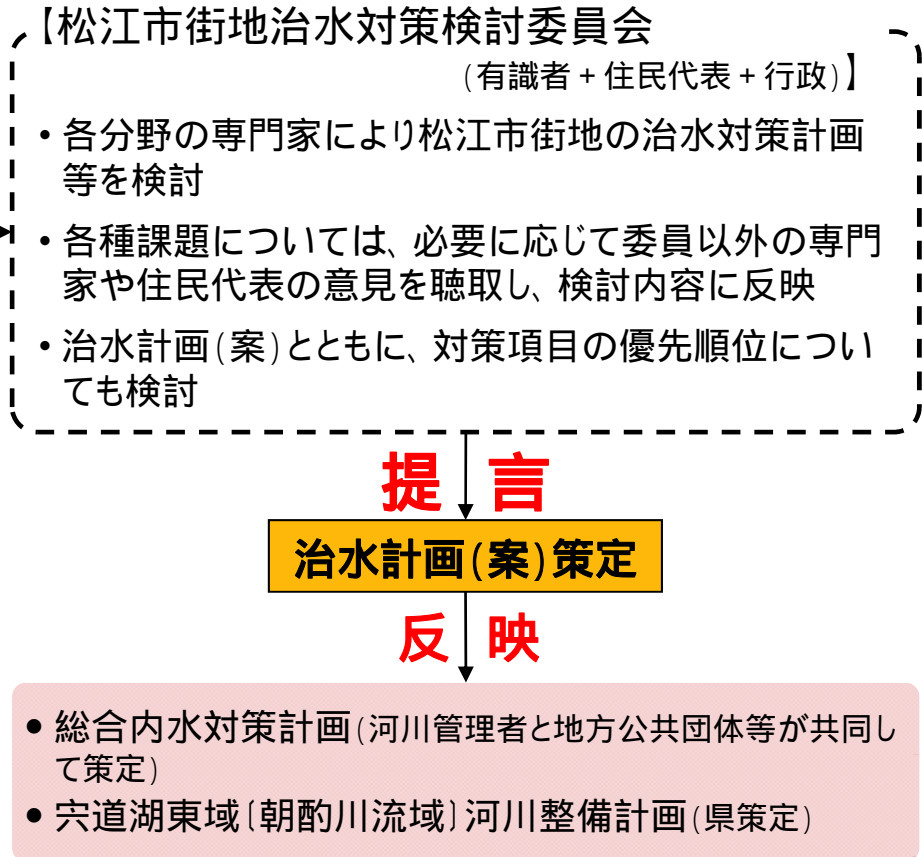 【松江市街地治水対策検討委員会
(有識者+住民代表+行政)】
・各分野の専門家により松江市街地の治水対策計画
等を検討
・各種課題については、必要に応じて委員以外の専門
家や住民代表の意見を聴取し、検討内容に反映
・治水計画(案)とともに、対策項目の優先順位につい
ても検討
提言
治水計画(案)策定
反映
●総合内水対策計画(河川管理者と地方公共団体等が共同し
て策定)
●宍道湖東域〔朝酌川流域〕河川整備計画(県策定)